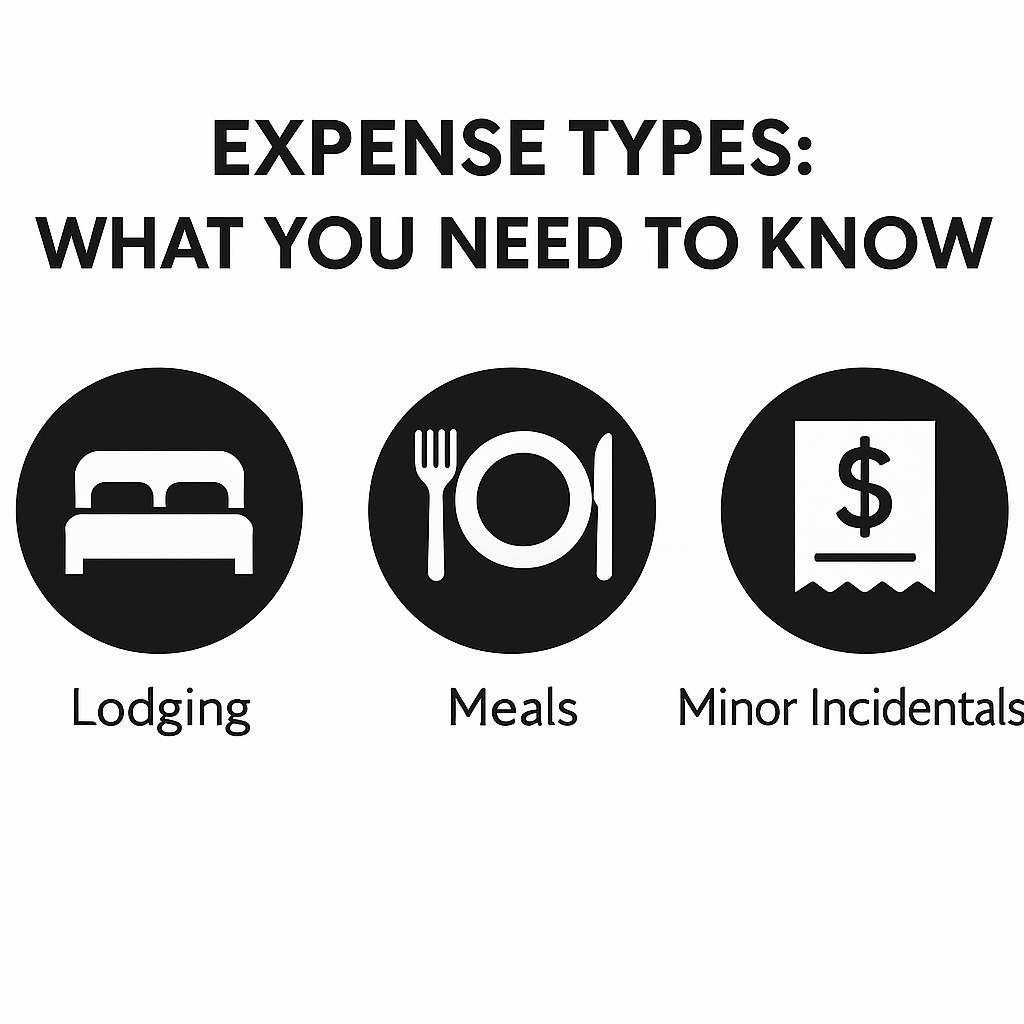 EXPENSE TYPES:
WHAT YOU NEED TO KNOW
$
Lodging
Meals
Minor Incidentals